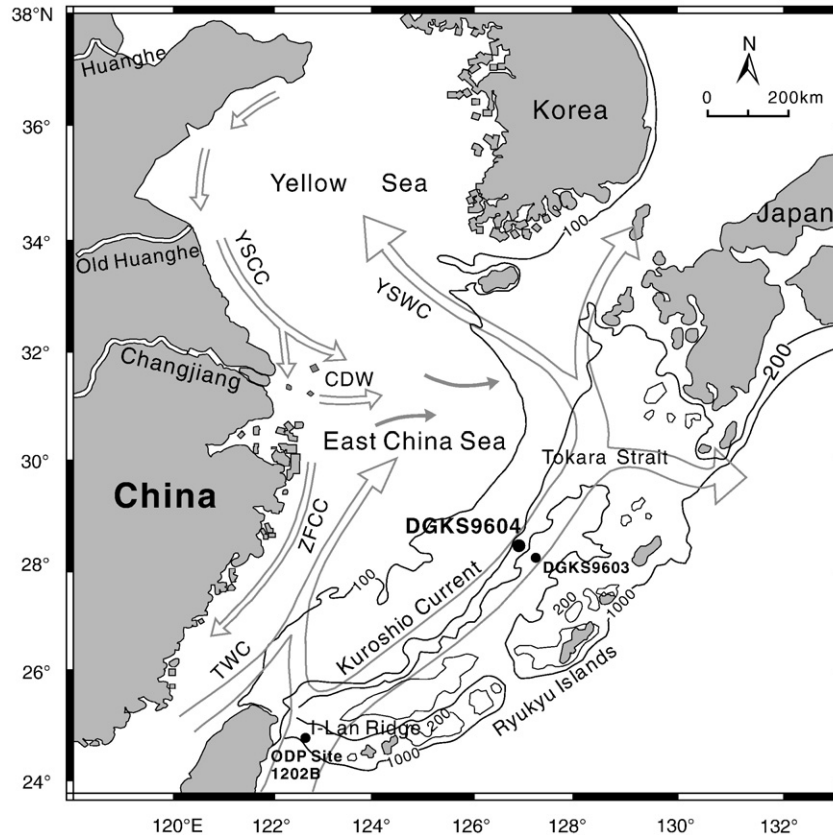 38°N
36°
34°
32°
30°
28°
26°
24°
120°E
122°
124°
126°
128°
130°
132°
N
0 200km
Huanghe
Korea
Yellow Sea
Japan
100
Old Huanghe
YSCC
YSWC
Changjiang
CDW
200
East China Sea
Tokara Strait
China
ZFCC
DGKS9604
DGKS9603
100
Kuroshio Current
200
1000
TWC
Ryukyu Islands
I-Lan Ridge
200
1000
ODP Site
1202B